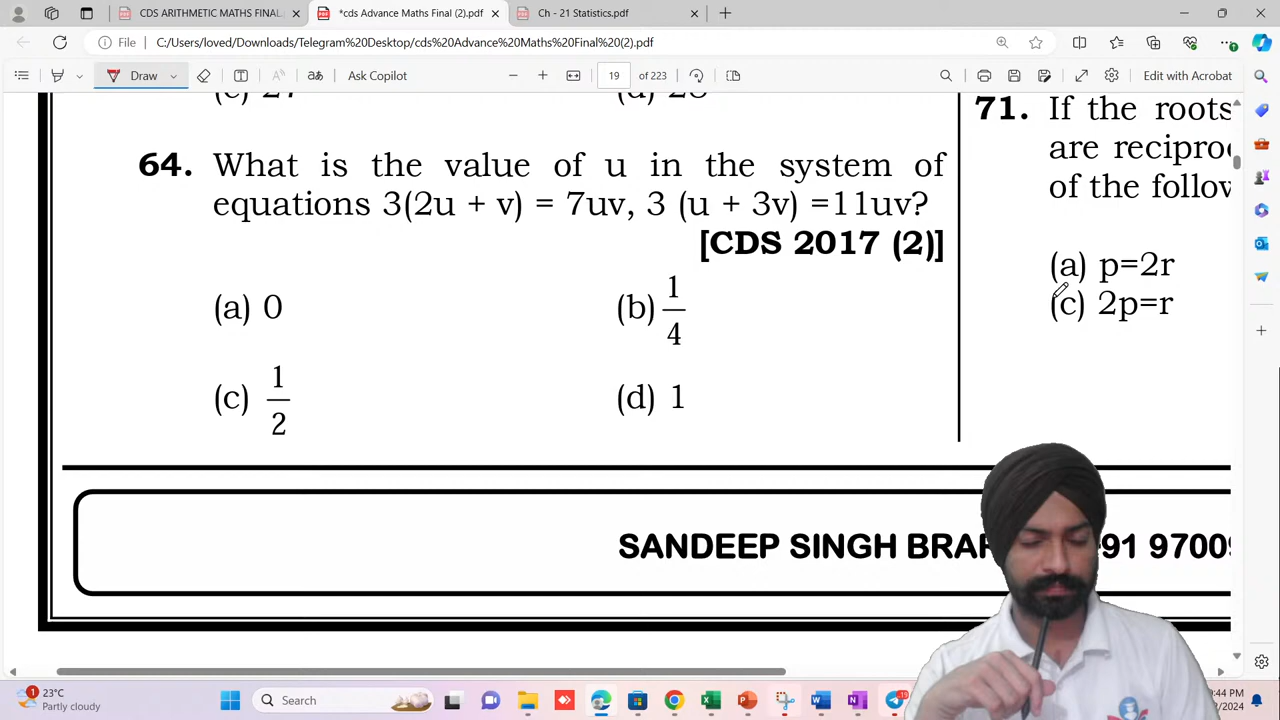 CDS ARITHMETIC MATHS FINAL
*cds Advance Maths Final (2).pdf
Ch - 21 Statistics.pdf
File C:/Users/loved/Downloads/Telegram%20Desktop/cds%20Advance%20Maths%20Final%20(2).pdf
Draw
Ask Copilot
19 of 223
Edit with Acrobat
64. What is the value of u in the system of
equations 3(2u + v) = 7uv, 3 (u + 3v) =11uv?
[CDS 2017 (2)]
(a) 0
(b) 1/4
(c) 1/2
(d) 1
71. If the roots
are recipro
of the follow
(a) p=2r
(c) 2p=r
SANDEEP SINGH BRAR
91 9700
1
23°C
Partly cloudy
Search